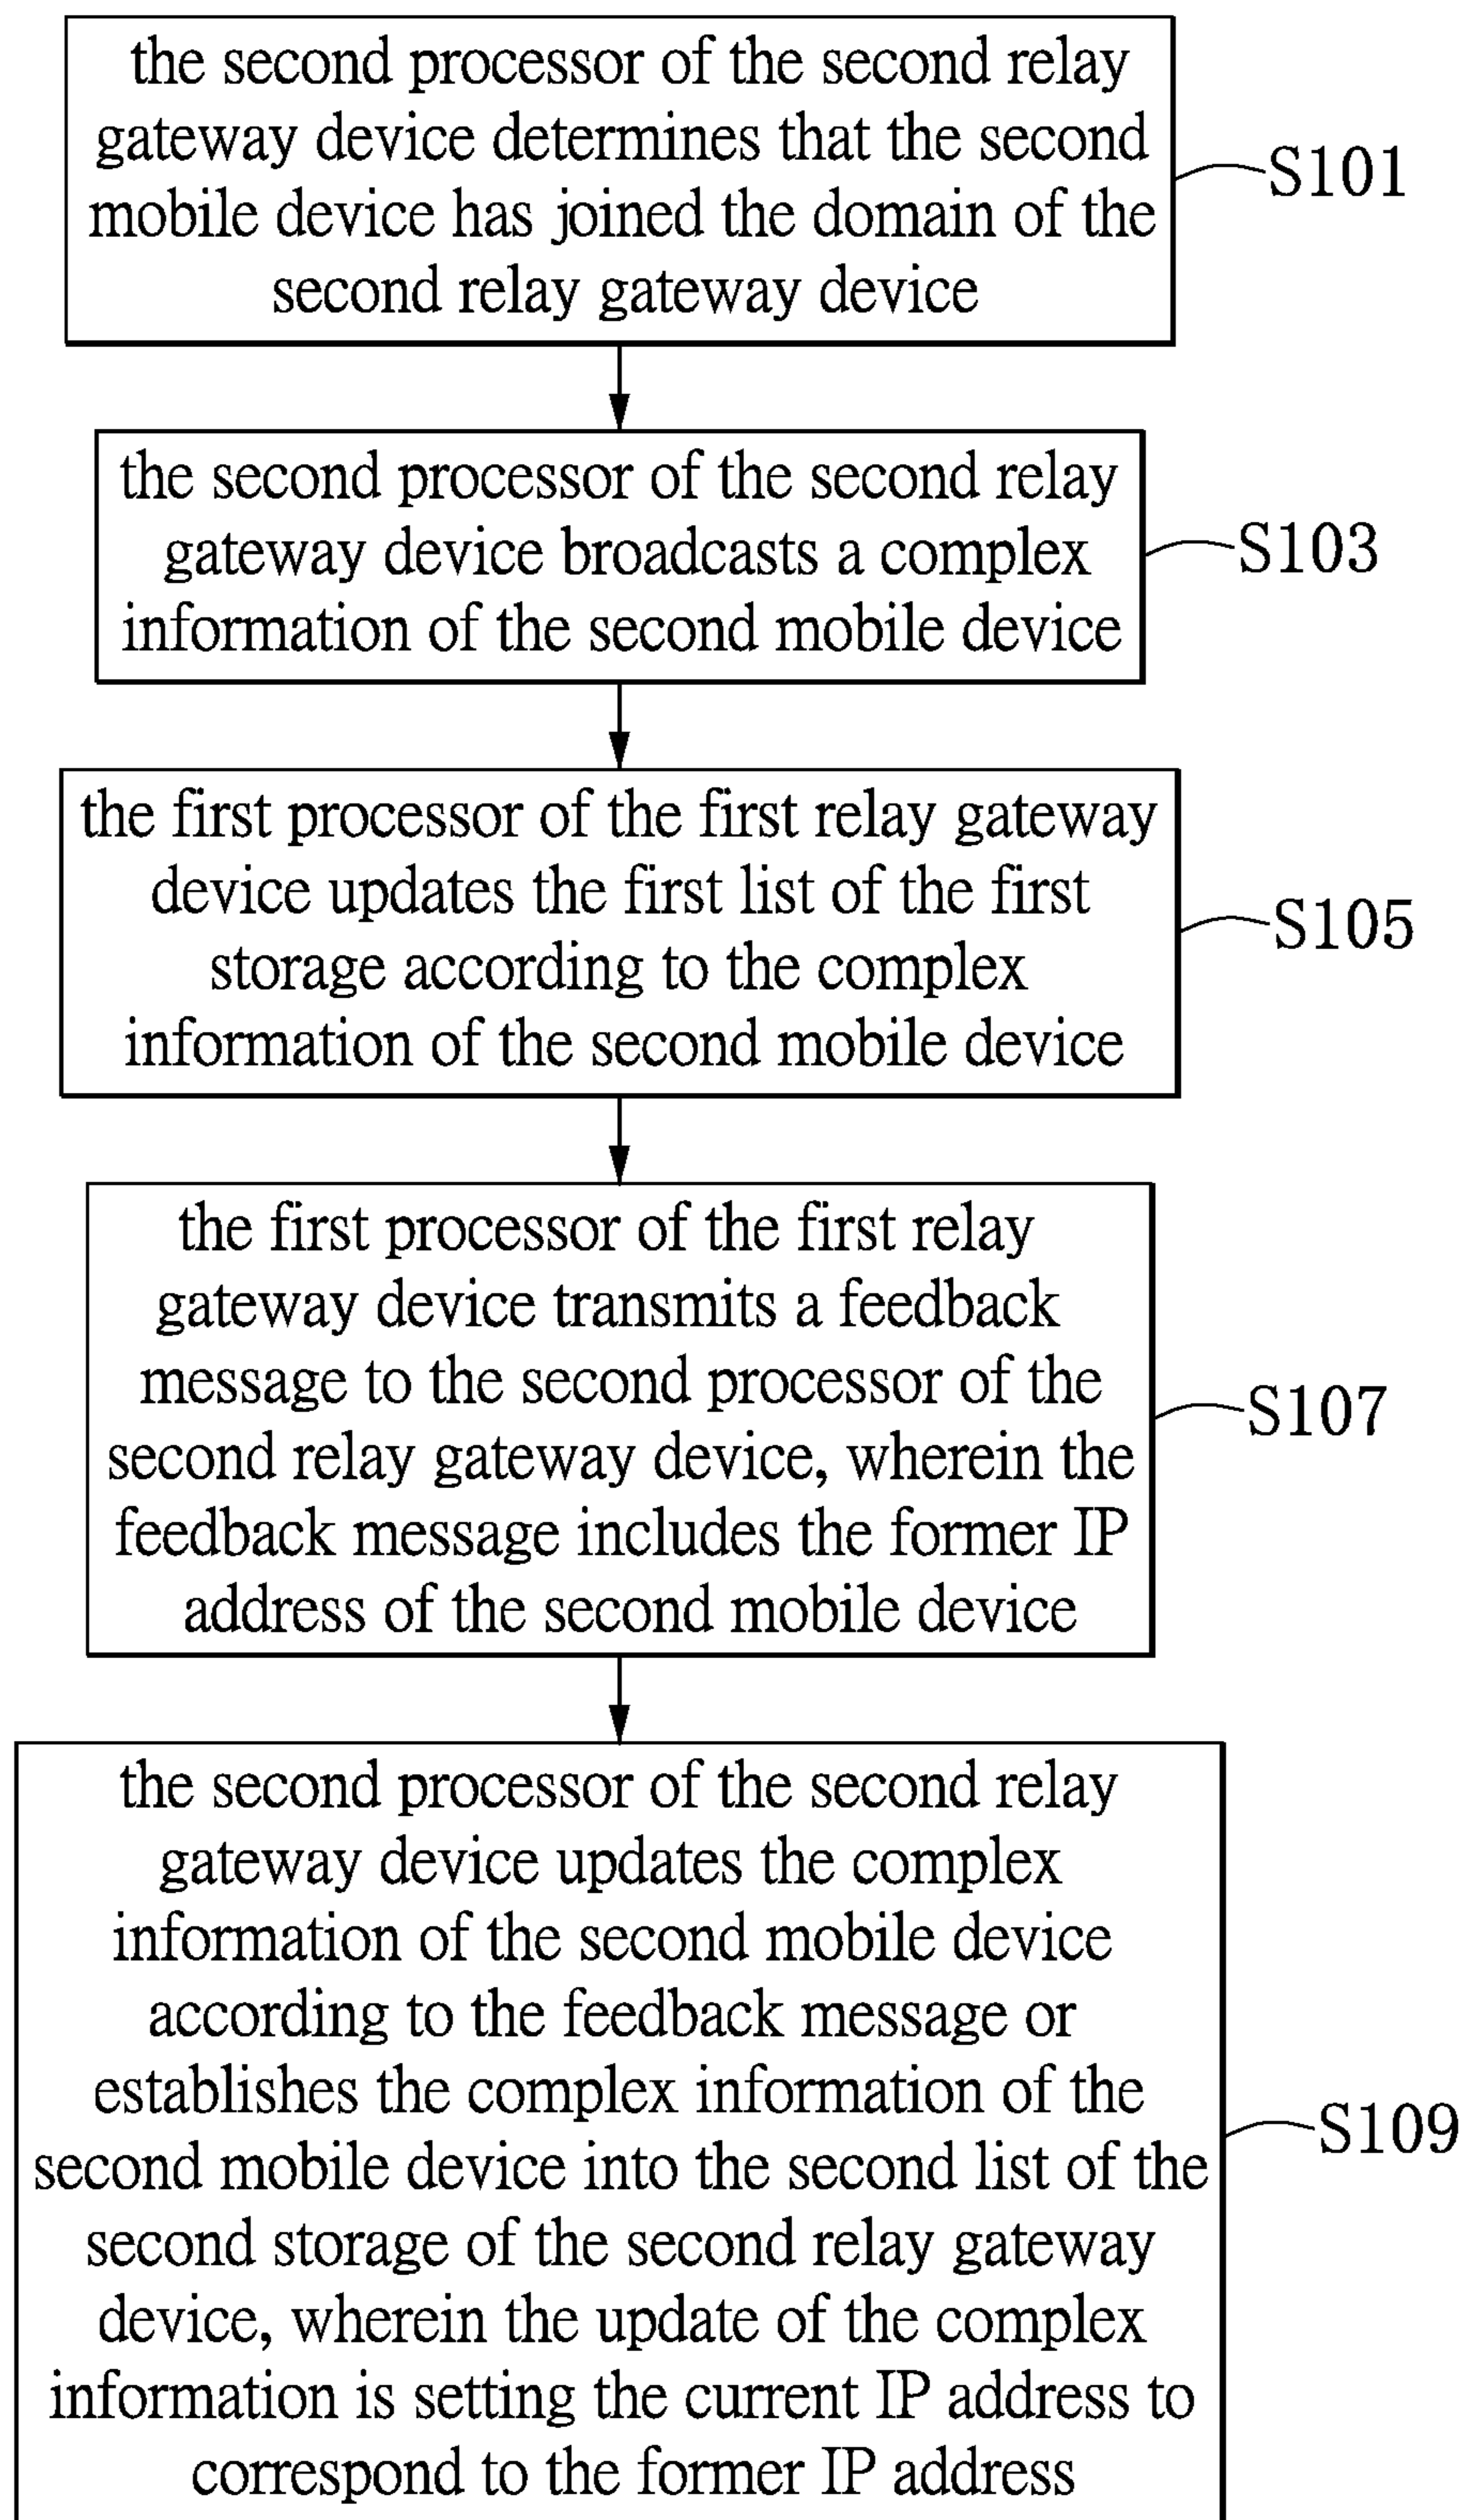 the second processor of the second relay
gateway device determines that the second
mobile device has joined the domain of the
second relay gateway device
S101
the second processor of the second relay
gateway device broadcasts a complex
information of the second mobile device
S103
the first processor of the first relay gateway
device updates the first list of the first
storage according to the complex
information of the second mobile device
S105
the first processor of the first relay
gateway device transmits a feedback
message to the second processor of the
second relay gateway device, wherein the
feedback message includes the former IP
address of the second mobile device
S107
the second processor of the second relay
gateway device updates the complex
information of the second mobile device
according to the feedback message or
establishes the complex information of the
second mobile device into the second list of the
second storage of the second relay gateway
device, wherein the update of the complex
information is setting the current IP address to
correspond to the former IP address
S109